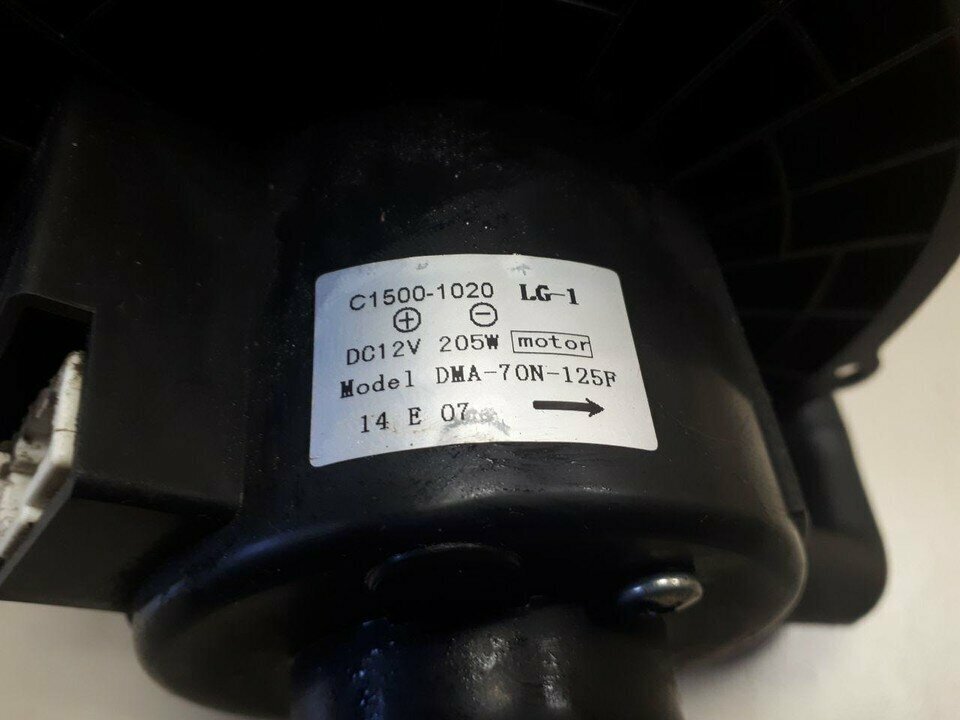 C1500-1020 LG-1
⊕ ⊖
DC12V 205W motor
Model DMA-70N-125F
14 E 07 →